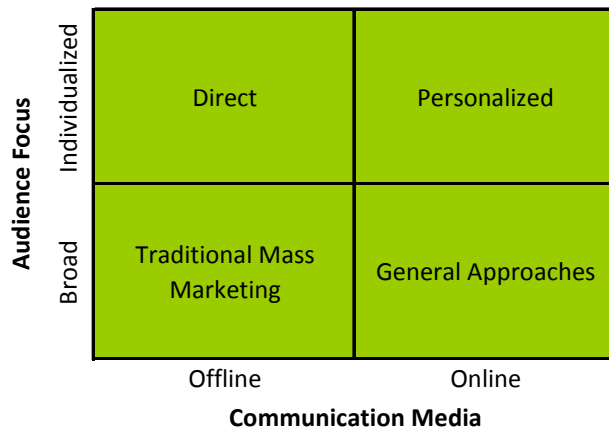 Audience Focus
Individualized
Broad
Direct
Personalized
Traditional Mass
Marketing
General Approaches
Offline
Online
Communication Media